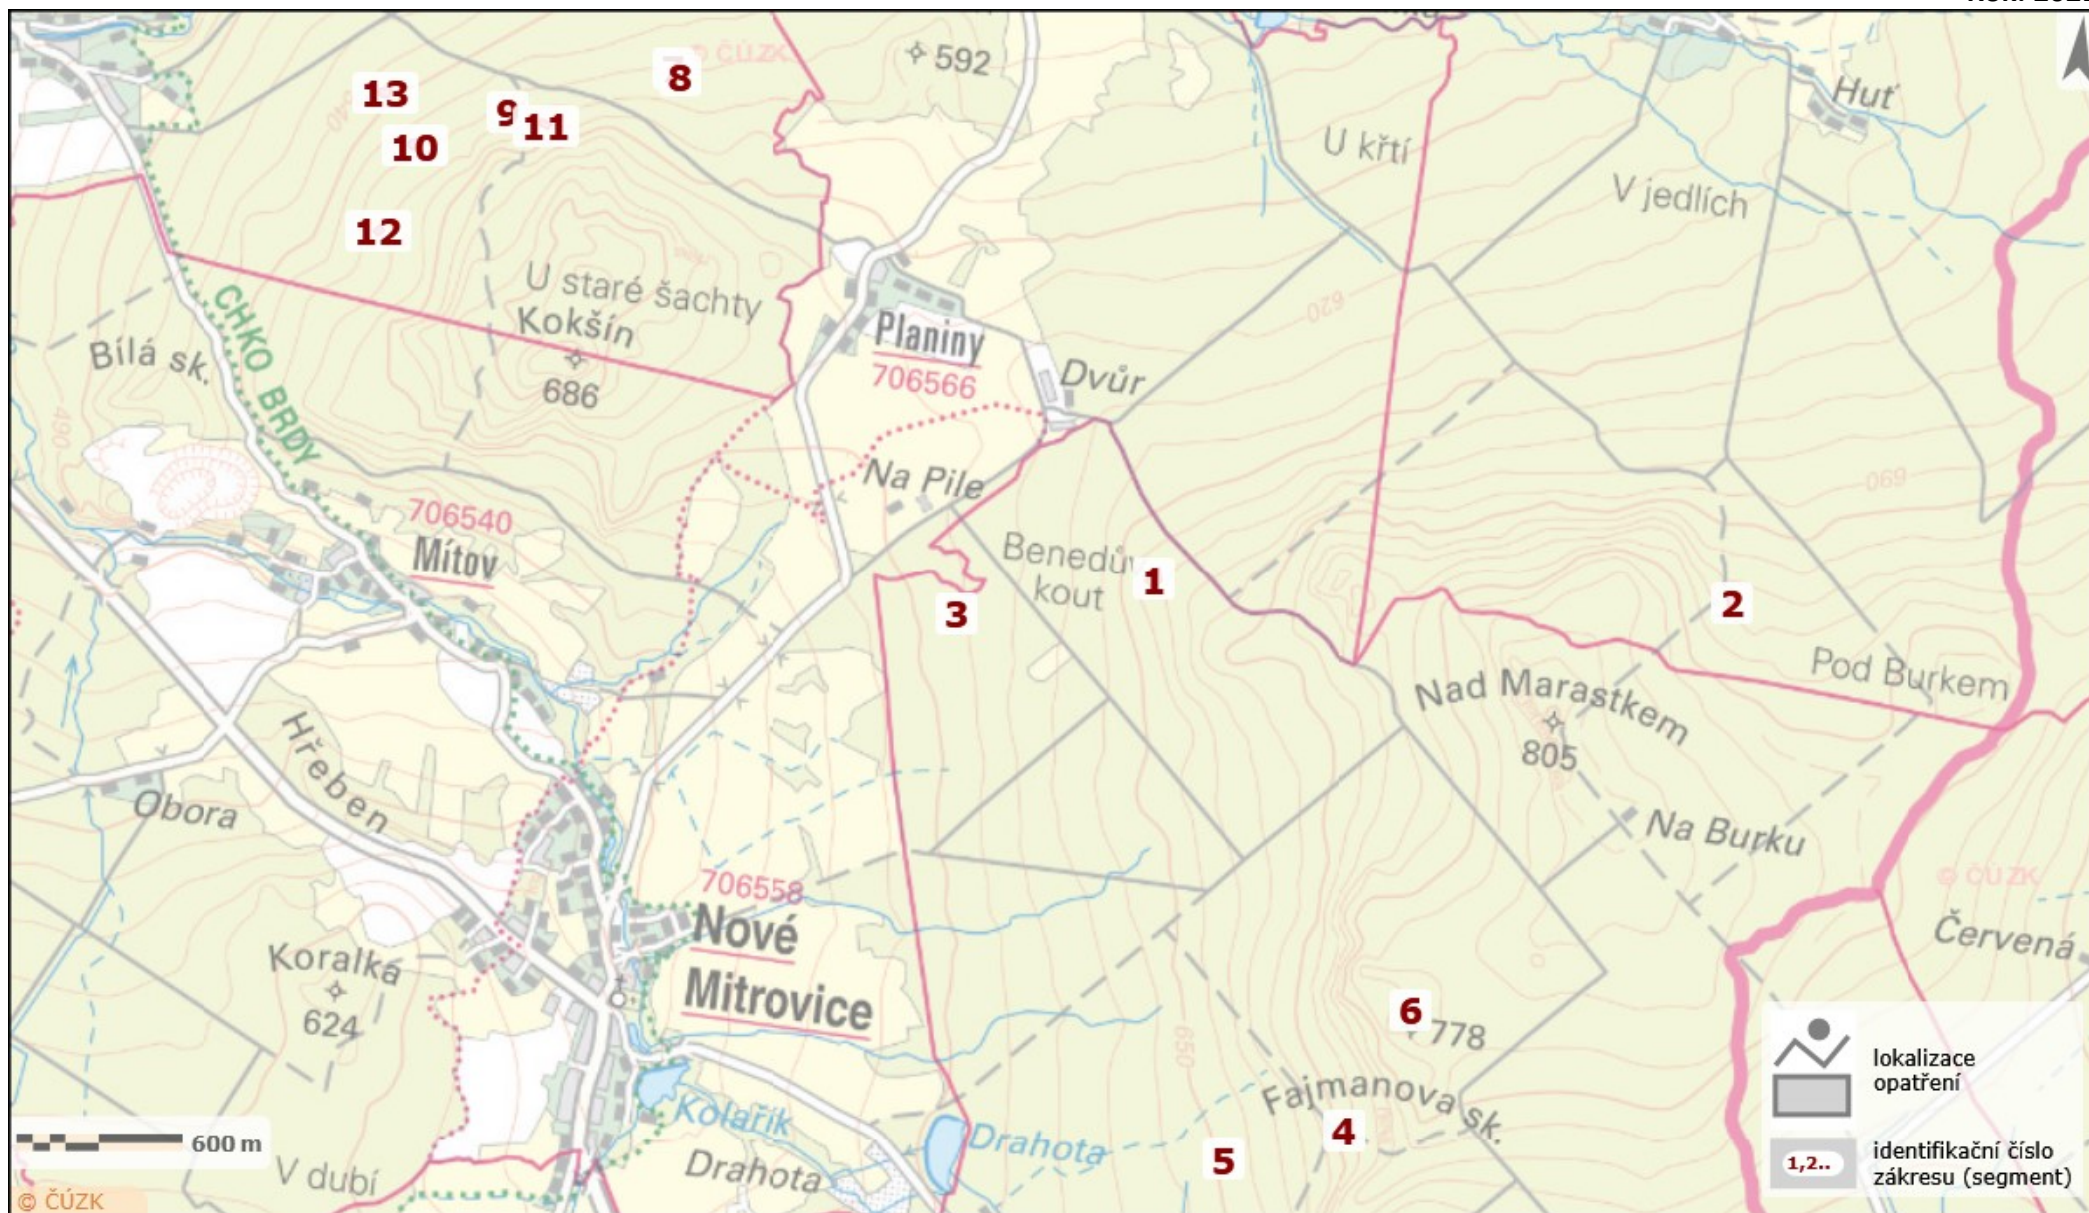 © ČÚZK
8
592
13
9
11
10
12
Huť
U křtí
V jedlích
U staré šachty
Kokšín
686
CHKO BRDY
Bílá sk.
490
620
Planiny
706566
Dvůr
Na Pile
690
706540
Mítov
Benedův
kout
1
3
2
Pod Burkem
Nad Marastkem
805
Na Burku
Hřeben
Obora
706558
Nové
Mitrovice
Koralka
624
© ČÚZK
Červená
6
778
650
Fajmanova sk.
4
5
Kolařík
Drahota
Drahota
V dubí
600 m
© ČÚZK
lokalizace
opatření
1,2..
identifikační číslo
zákresu (segment)